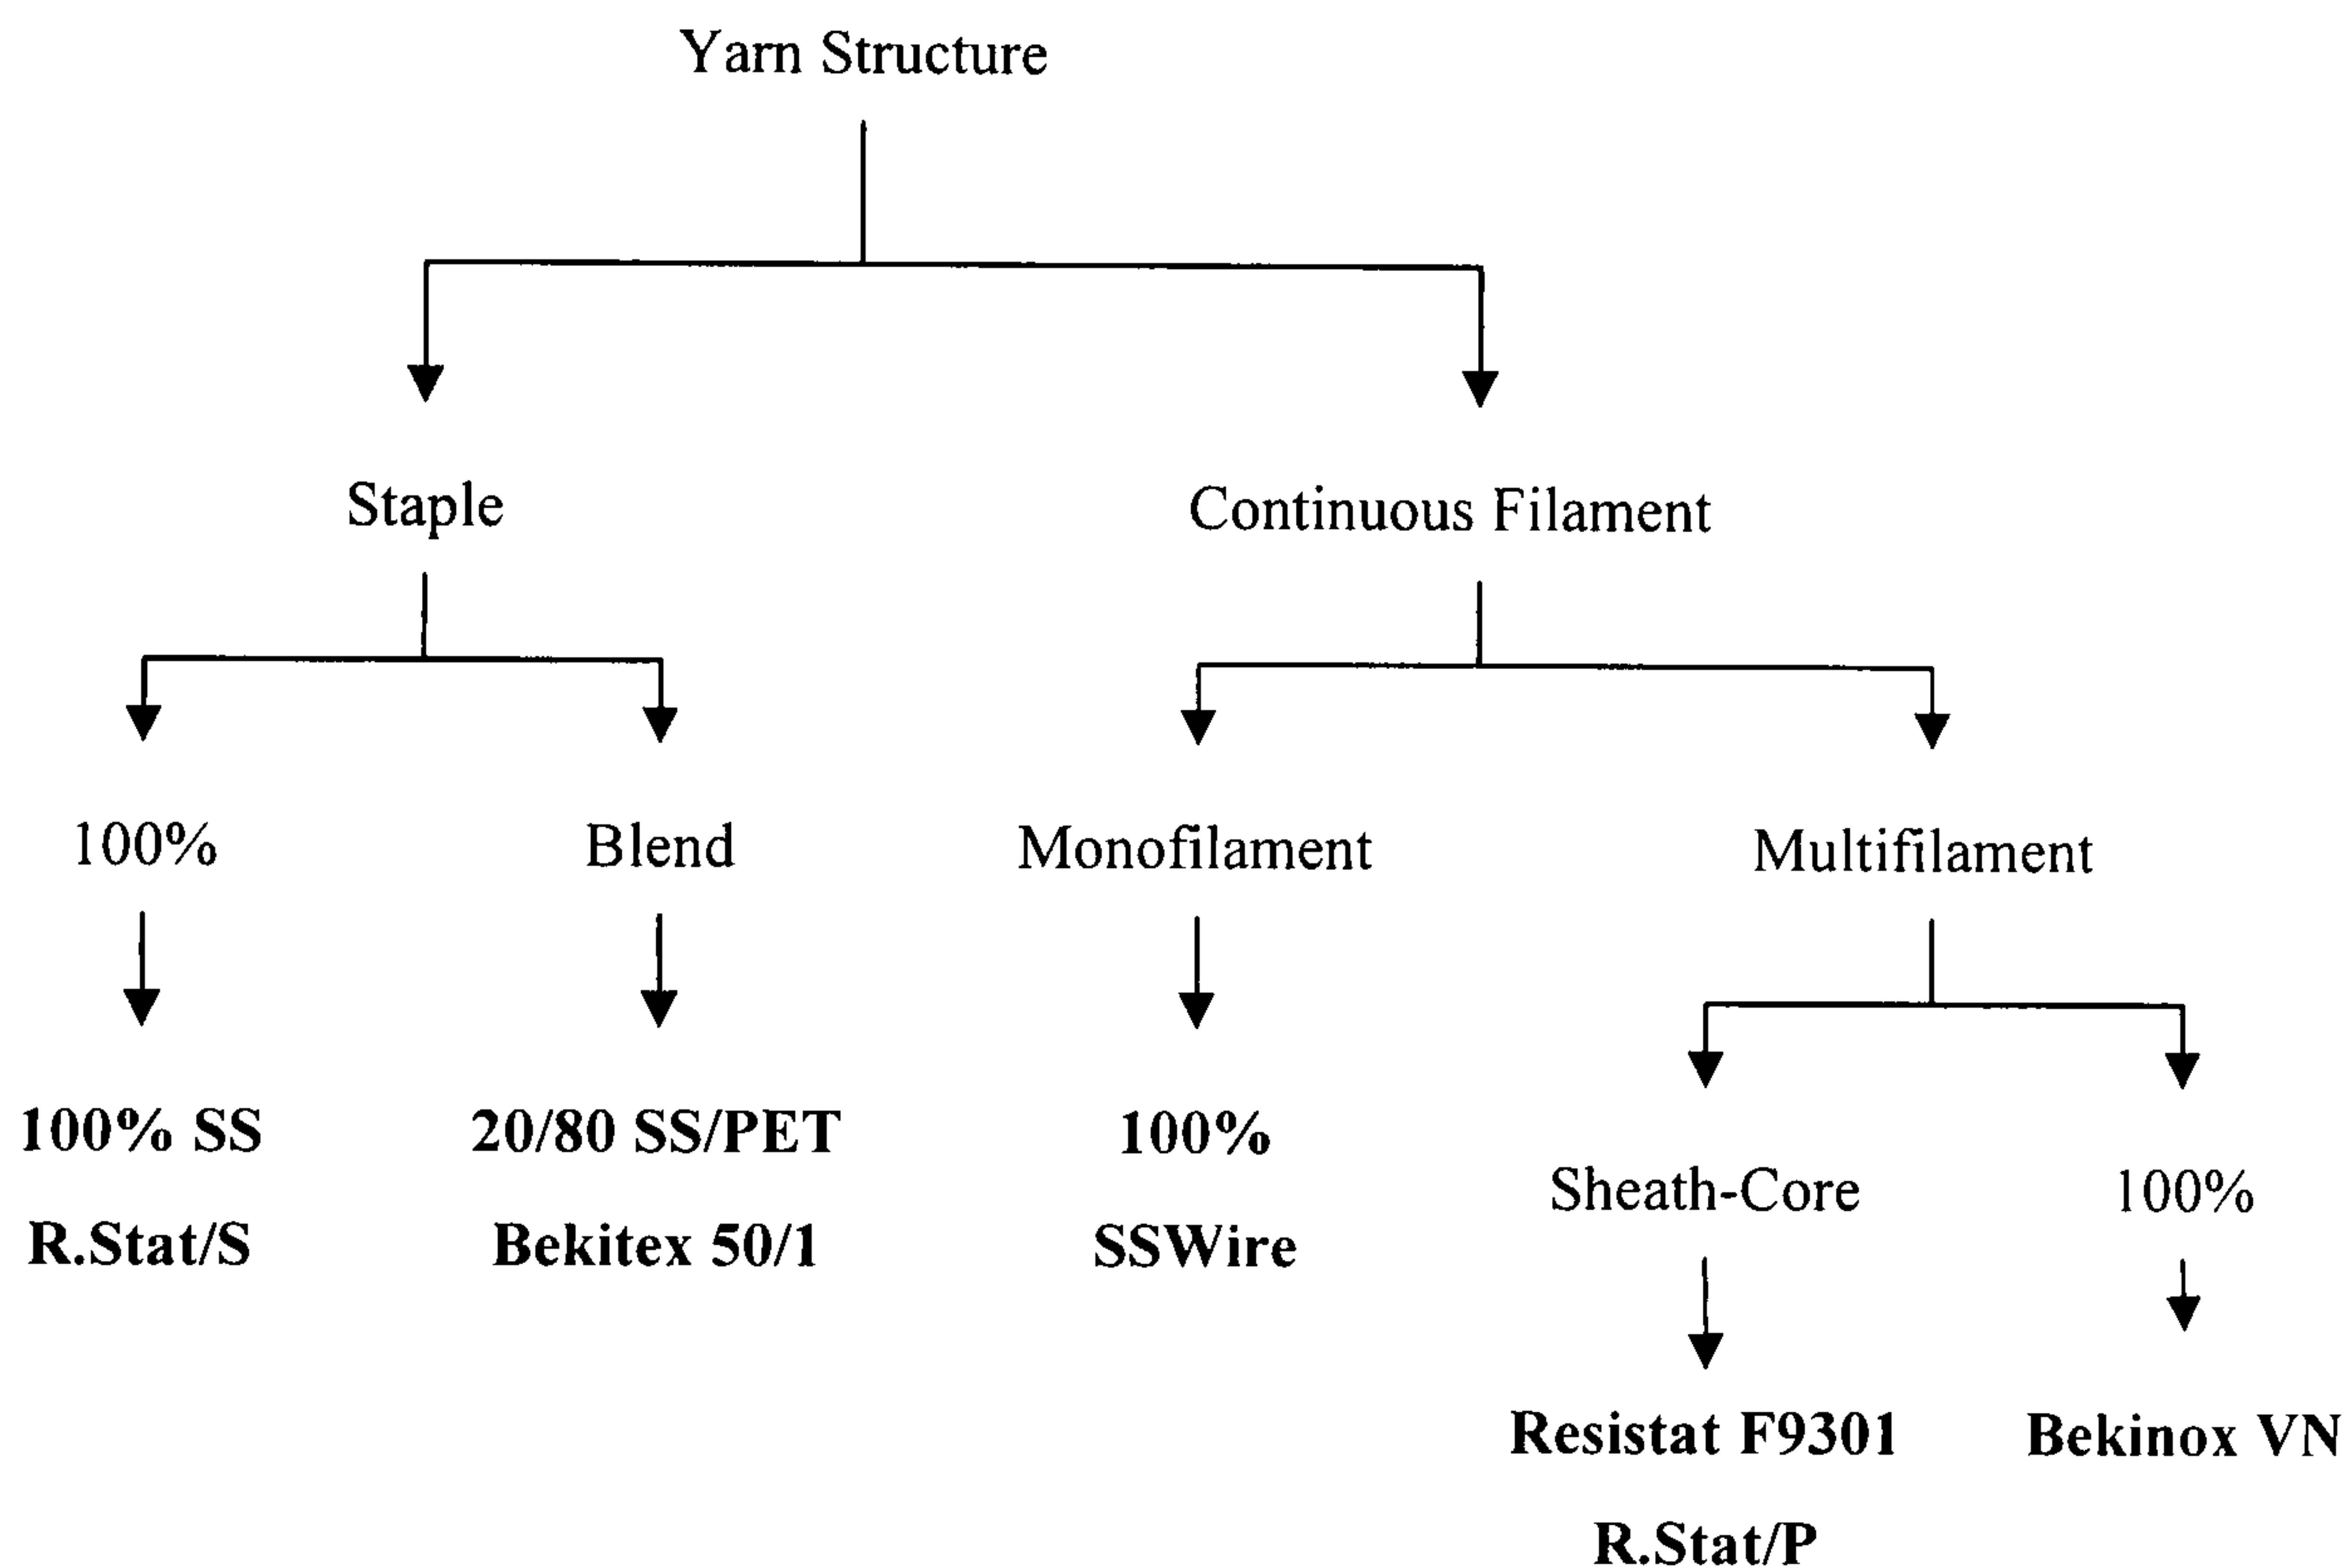 Yarn Structure
Staple
Continuous Filament
100%
Blend
Monofilament
Multifilament
100% SS
R.Stat/S
20/80 SS/PET
Bekitex 50/1
100%
SSWire
Sheath-Core
100%
Resistat F9301
R.Stat/P
Bekinox VN